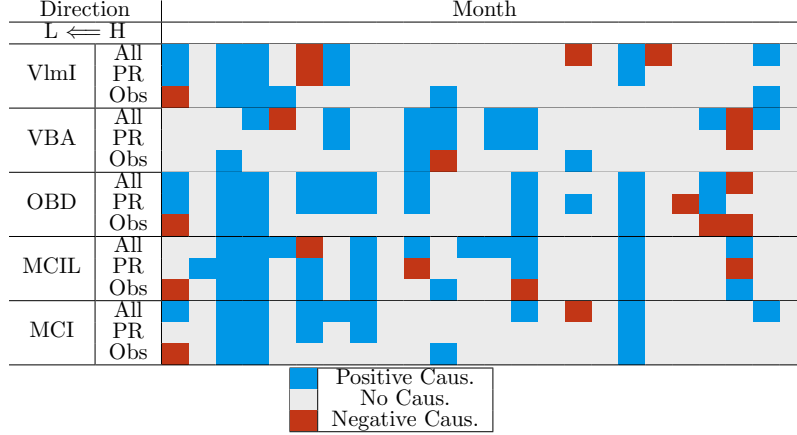 Direction Month
L ⟸ H
VlmI All
PR
Obs
VBA All
PR
Obs
OBD All
PR
Obs
MCIL All
PR
Obs
MCI All
PR
Obs
Positive Caus.
No Caus.
Negative Caus.